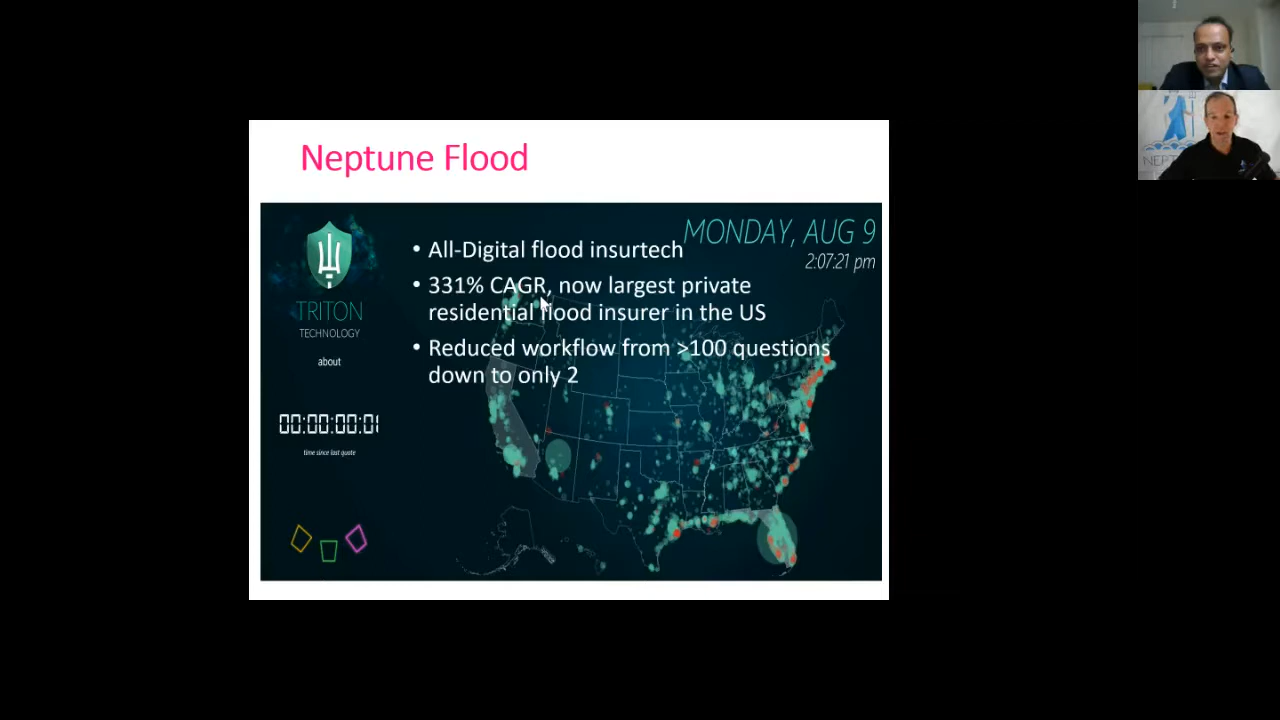 Neptune Flood
MONDAY, AUG 9
2:07:21 pm
TRITON
TECHNOLOGY
about
00:00:00:01
time since last quote
• All-Digital flood insurtech
• 331% CAGR, now largest private
residential flood insurer in the US
• Reduced workflow from >100 questions
down to only 2
NEPT